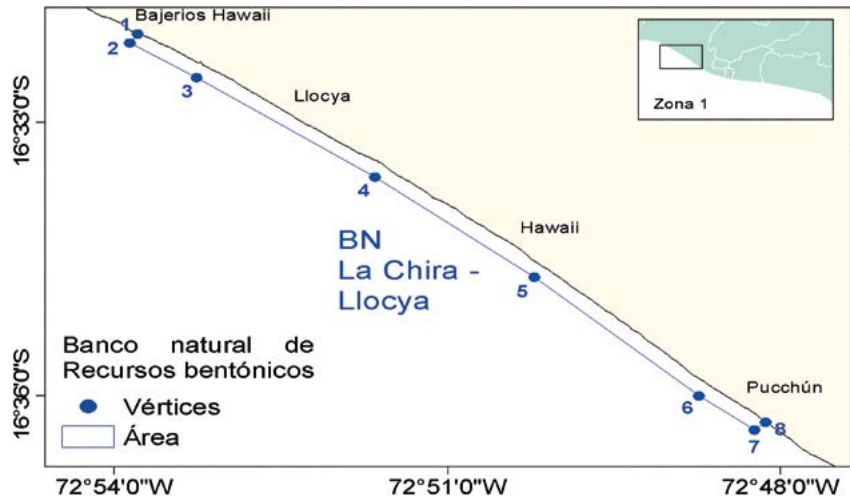 1
Bajerios Hawaii
2
3
Llocya
Zona 1
16°33'0"S
4
Hawaii
BN
La Chira -
Llocya
5
Banco natural de
Recursos bentónicos
Vértices
Área
Pucchún
6
7
8
16°36'0"S
72°54'0"W
72°51'0"W
72°48'0"W